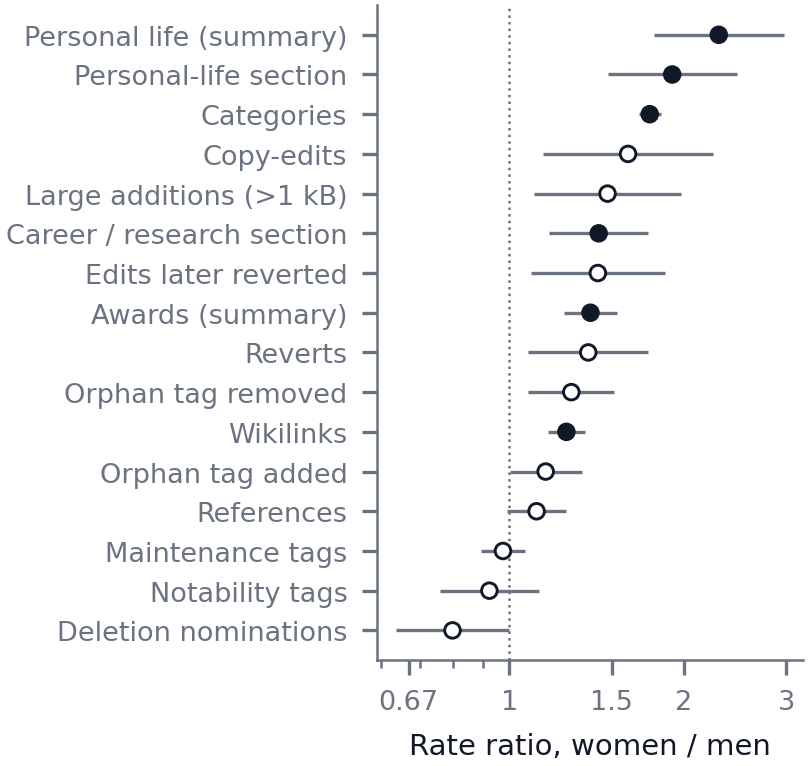 Personal life (summary)
Personal-life section
Categories
Copy-edits
Large additions (>1 kB)
Career / research section
Edits later reverted
Awards (summary)
Reverts
Orphan tag removed
Wikilinks
Orphan tag added
References
Maintenance tags
Notability tags
Deletion nominations
0.67 1 1.5 2 3
Rate ratio, women / men